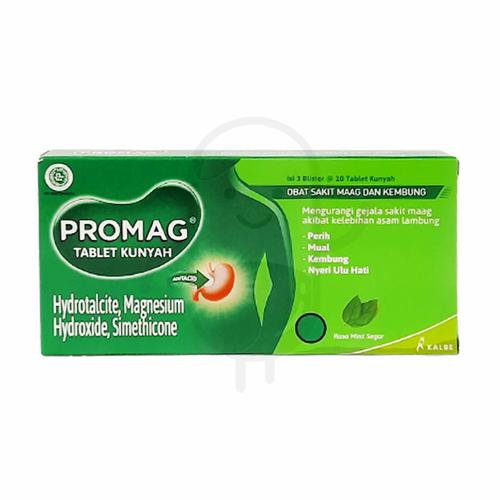 Isi 3 Blister @ 10 Tablet Kunyah
OBAT SAKIT MAAG DAN KEMBUNG
PROMAG®
TABLET KUNYAH
Mengurangi gejala sakit maag
akibat kelebihan asam lambung
- Perih
- Mual
- Kembung
- Nyeri Ulu Hati
ANTACID
Hydrotalcite, Magnesium
Hydroxide, Simethicone
Rasa Mint Segar
KALBE